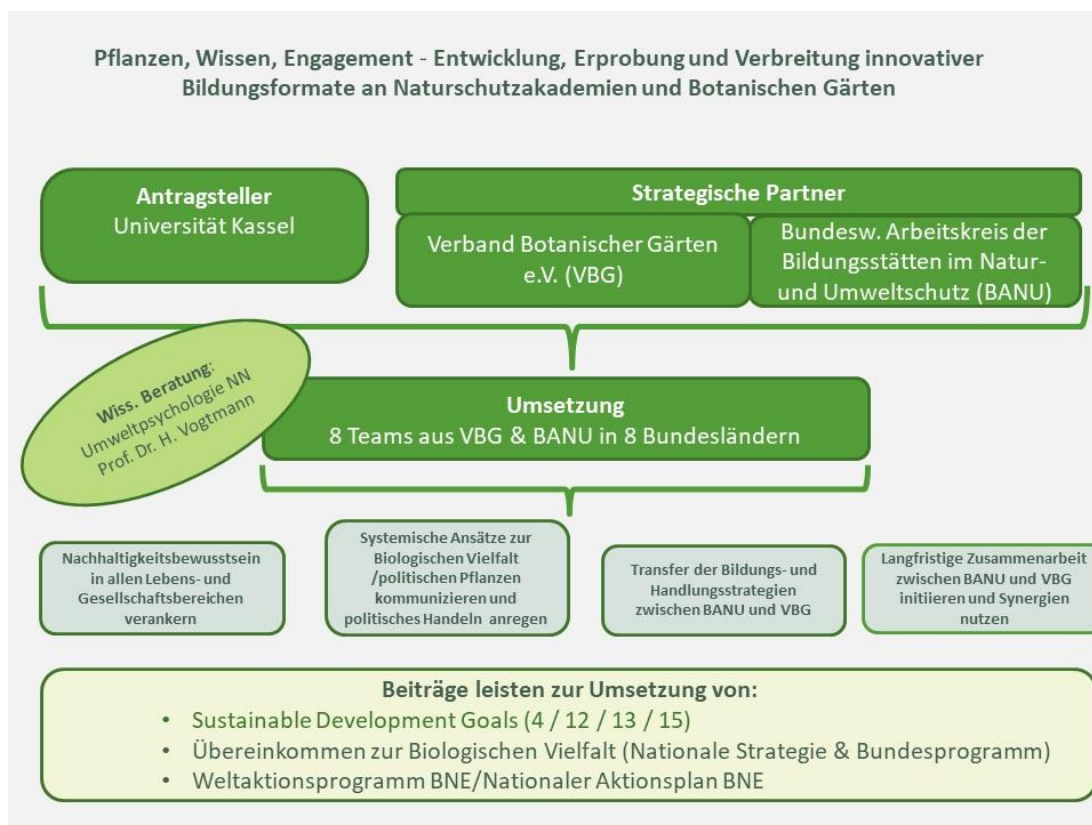 Pflanzen, Wissen, Engagement - Entwicklung, Erprobung und Verbreitung innovativer
Bildungsformate an Naturschutzakademien und Botanischen Gärten
Antragsteller
Universität Kassel
Strategische Partner
Verband Botanischer Gärten
e.V. (VBG)
Bundesw. Arbeitskreis der
Bildungsstätten im Natur-
und Umweltschutz (BANU)
Wiss. Beratung:
Umweltpsychologie NN
Prof. Dr. H. Vogtmann
Umsetzung
8 Teams aus VBG & BANU in 8 Bundesländern
Nachhaltigkeitsbewusstsein
in allen Lebens- und
Gesellschaftsbereichen
verankern
Systemische Ansätze zur
Biologischen Vielfalt
/politischen Pflanzen
kommunizieren und
politisches Handeln anregen
Transfer der Bildungs- und
Handlungsstrategien
zwischen BANU und VBG
Langfristige Zusammenarbeit
zwischen BANU und VBG
initiieren und Synergien
nutzen
Beiträge leisten zur Umsetzung von:
• Sustainable Development Goals (4 / 12 / 13 / 15)
• Übereinkommen zur Biologischen Vielfalt (Nationale Strategie & Bundesprogramm)
• Weltaktionsprogramm BNE/Nationaler Aktionsplan BNE